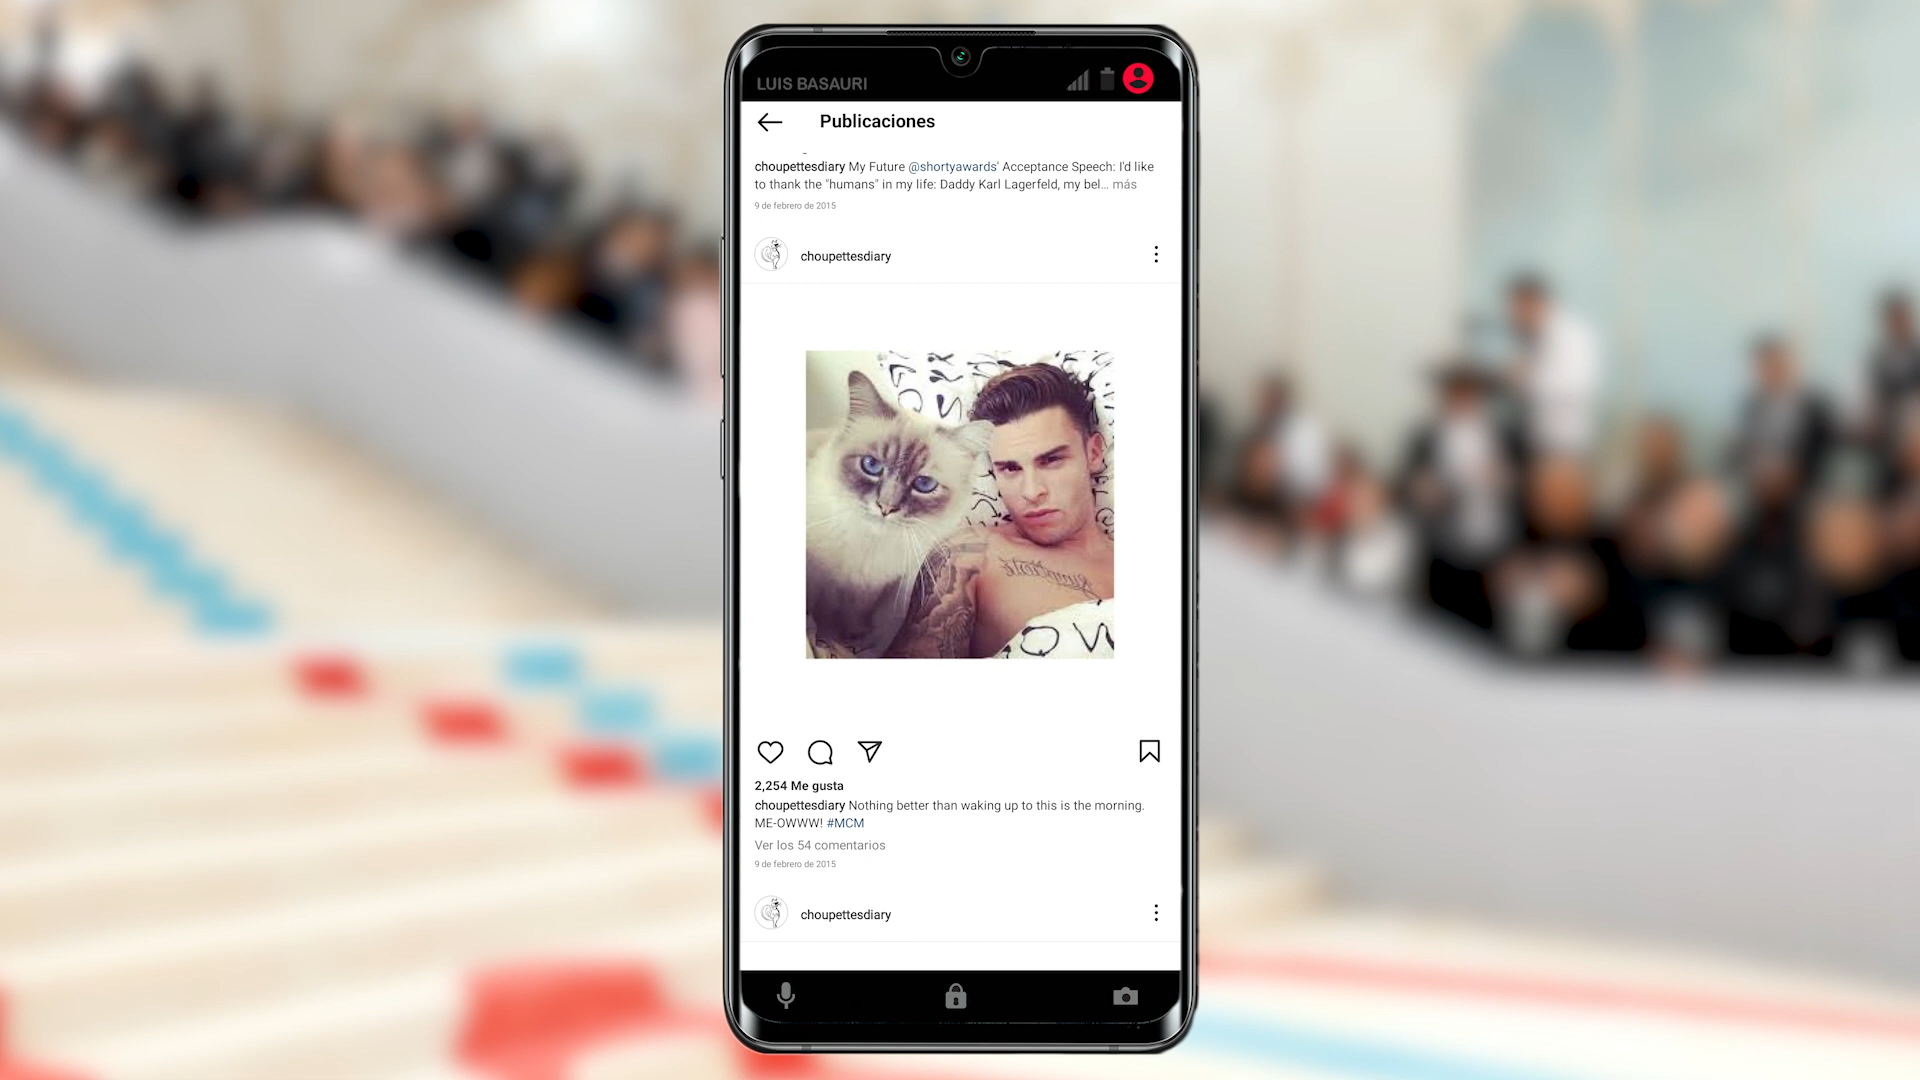 LUIS BASAURI
Publicaciones
choupettesdiary My Future @shortyawards' Acceptance Speech: I'd like
to thank the "humans" in my life: Daddy Karl Lagerfeld, my bel... más
9 de febrero de 2015
choupettesdiary
OW
2,254 Me gusta
choupettesdiary Nothing better than waking up to this is the morning.
ME-OWWW! #MCM
Ver los 54 comentarios
9 de febrero de 2015
choupettesdiary